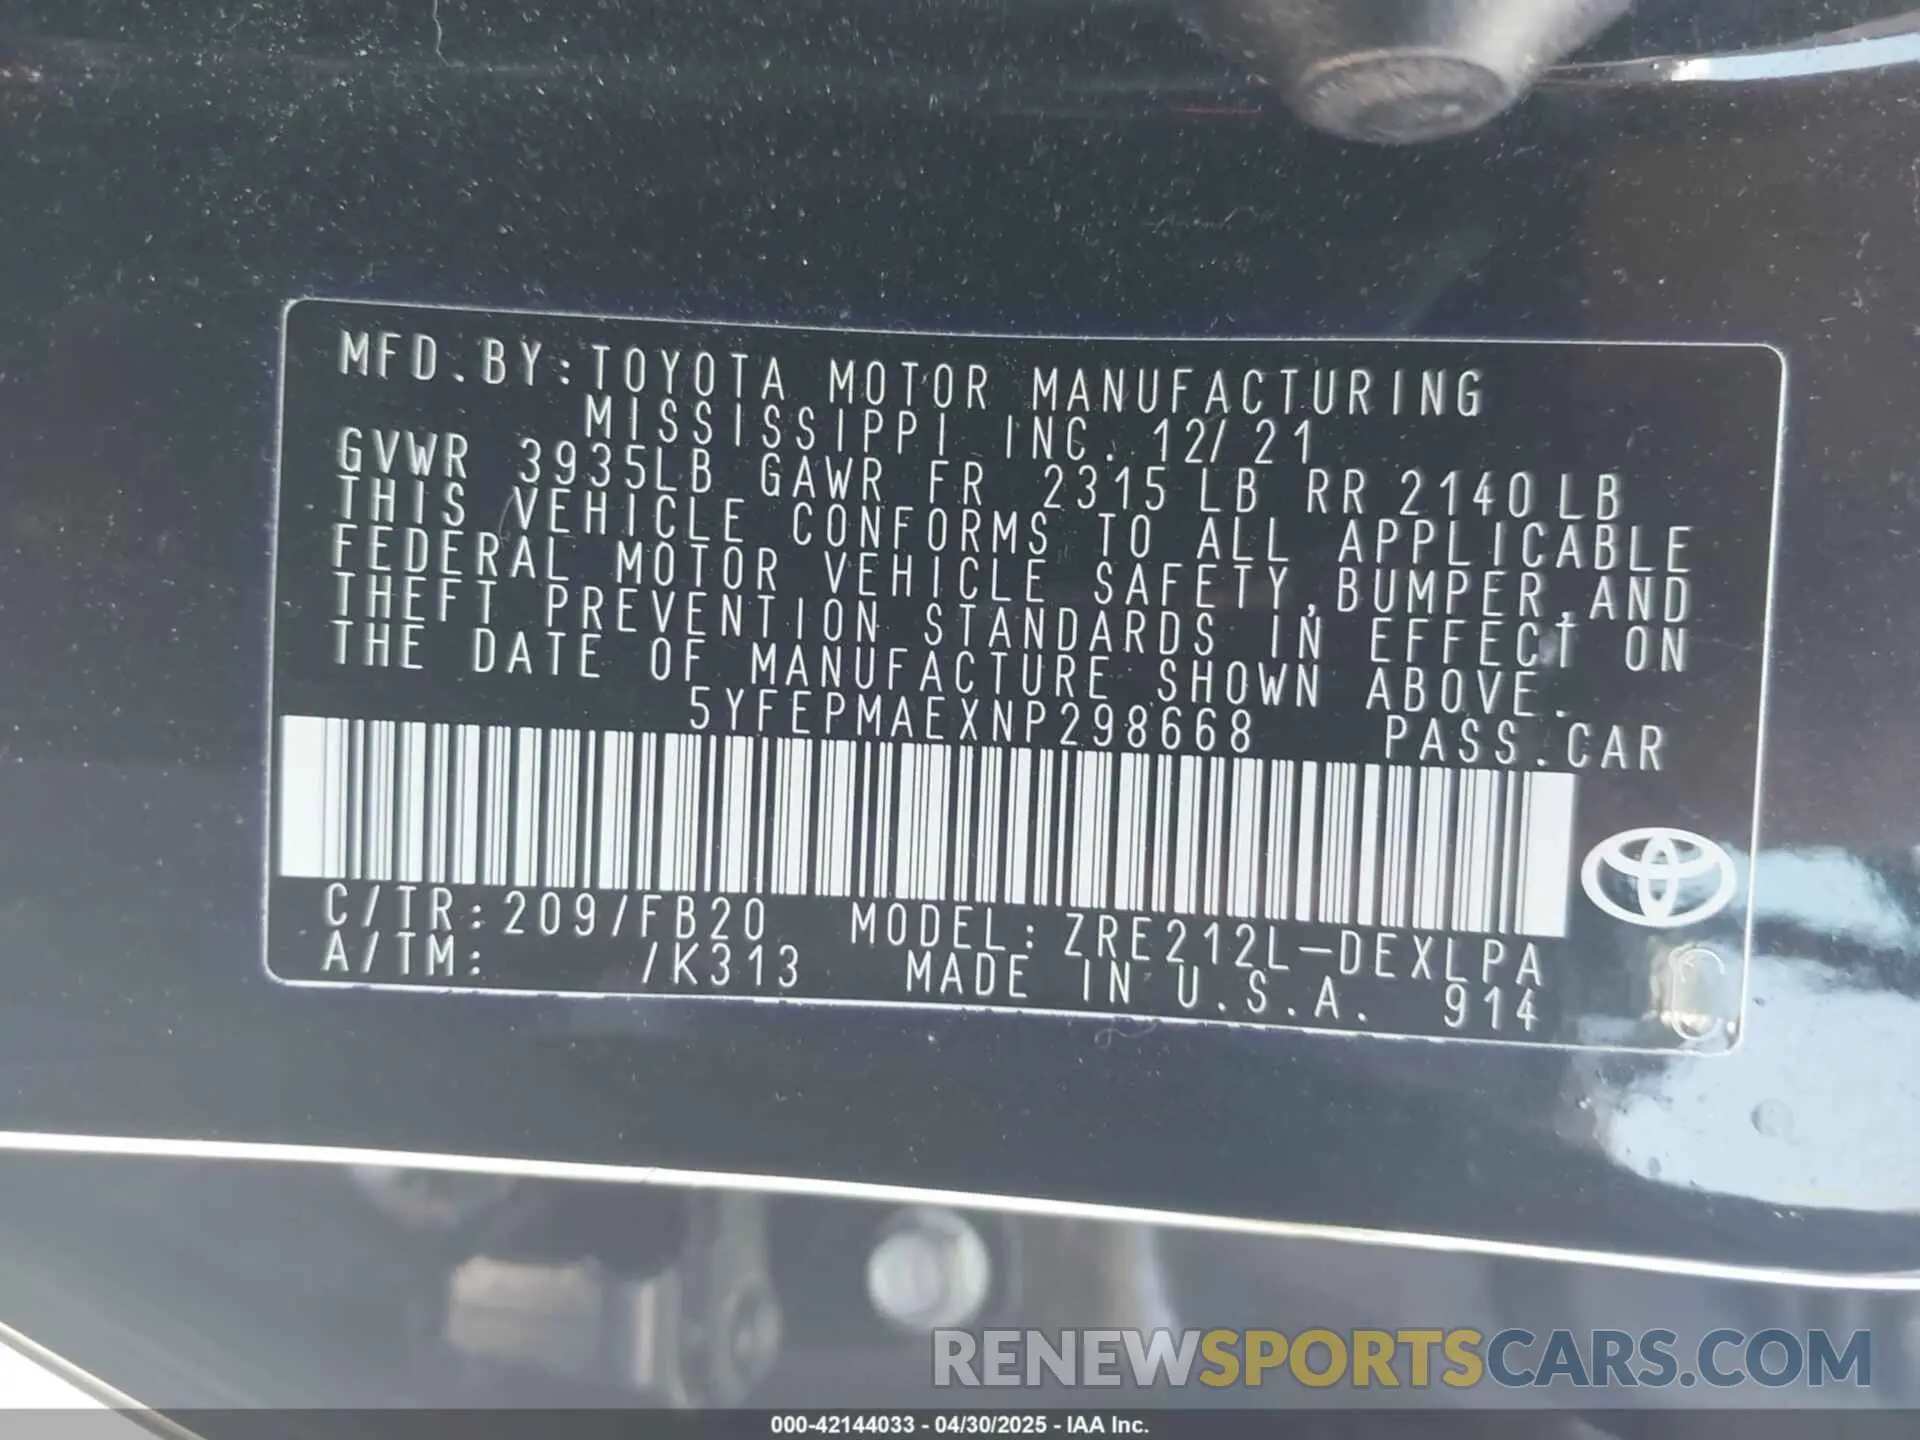 MFD.BY:TOYOTA MOTOR MANUFACTURING
MISSISSIPPI INC. 12/21
GVWR 3935LB GAWR FR 2315LB RR 2140LB
THIS VEHICLE CONFORMS TO ALL APPLICABLE
FEDERAL MOTOR VEHICLE SAFETY,BUMPER,AND
THEFT PREVENTION STANDARDS IN EFFECT ON
THE DATE OF MANUFACTURE SHOWN ABOVE.
5YFEPMAEXNP298668 PASS.CAR
C/TR:209/FB20 MODEL:ZRE212L-DEXLPA
A/TM: /K313 MADE IN U.S.A. 914
RENEWSPORTSCARS.COM
000-42144033 - 04/30/2025 - IAA Inc.